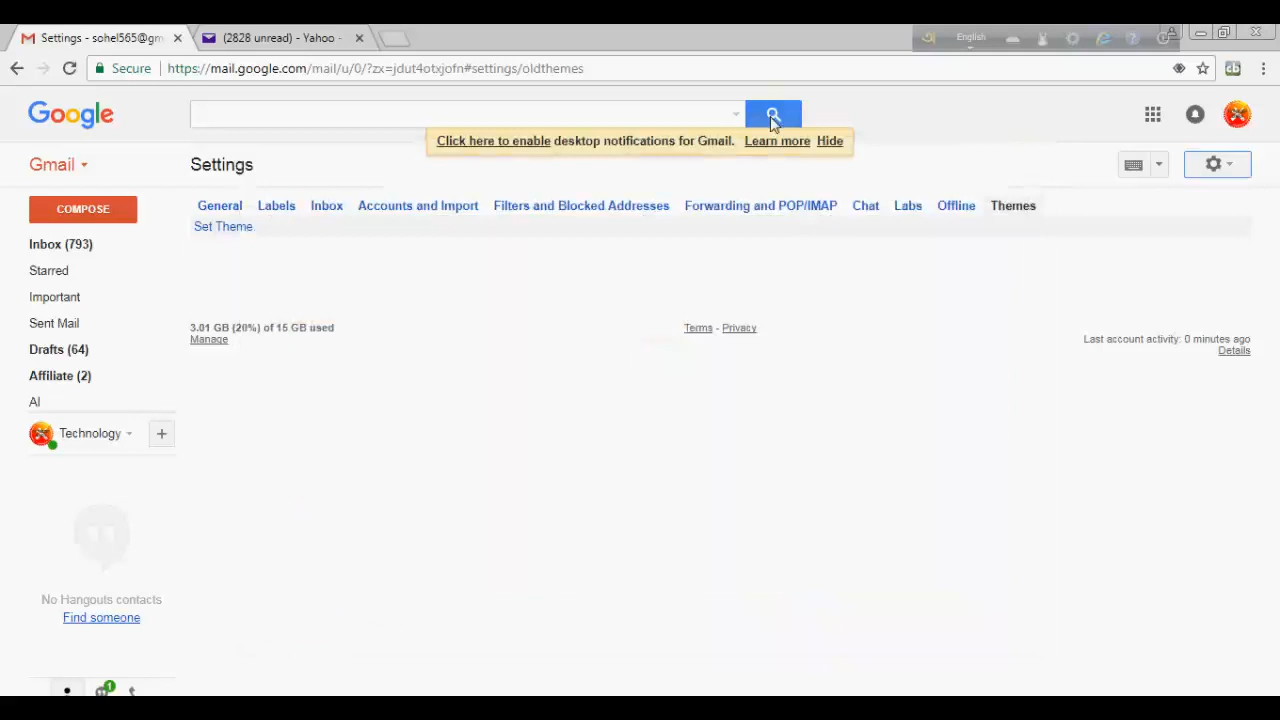 Settings - sohel565@gm
(2828 unread) - Yahoo -
English
Secure
https://mail.google.com/mail/u/0/?zx=jdut4otxjofn#settings/oldthemes
Google
Click here to enable desktop notifications for Gmail. Learn more Hide
Gmail
Settings
COMPOSE
General Labels Inbox Accounts and Import Filters and Blocked Addresses Forwarding and POP/IMAP Chat Labs Offline Themes
Set Theme.
Inbox (793)
Starred
Important
Sent Mail
Drafts (64)
Affiliate (2)
AI
Technology
3.01 GB (20%) of 15 GB used
Manage
Terms - Privacy
Last account activity: 0 minutes ago
Details
No Hangouts contacts
Find someone
1